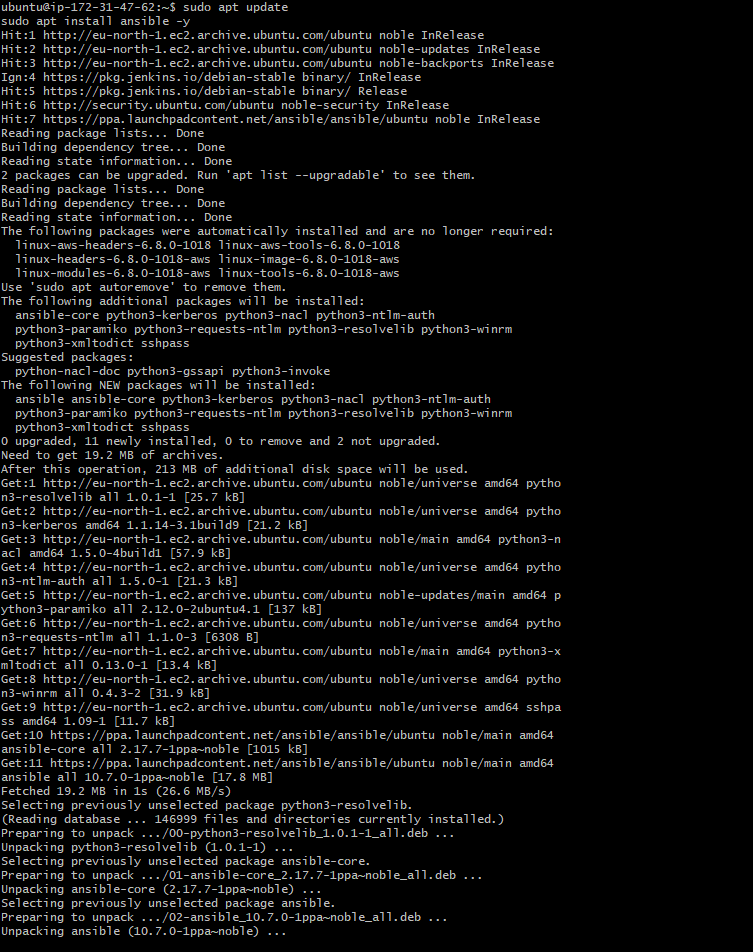 ubuntu@ip-172-31-47-62:~$ sudo apt update
sudo apt install ansible -y
Hit:1 http://eu-north-1.ec2.archive.ubuntu.com/ubuntu noble InRelease
Hit:2 http://eu-north-1.ec2.archive.ubuntu.com/ubuntu noble-updates InRelease
Hit:3 http://eu-north-1.ec2.archive.ubuntu.com/ubuntu noble-backports InRelease
Ign:4 https://pkg.jenkins.io/debian-stable binary/ InRelease
Hit:5 https://pkg.jenkins.io/debian-stable binary/ Release
Hit:6 http://security.ubuntu.com/ubuntu noble-security InRelease
Hit:7 https://ppa.launchpadcontent.net/ansible/ansible/ubuntu noble InRelease
Reading package lists... Done
Building dependency tree... Done
Reading state information... Done
2 packages can be upgraded. Run 'apt list --upgradable' to see them.
Reading package lists... Done
Building dependency tree... Done
Reading state information... Done
The following packages were automatically installed and are no longer required:
  linux-aws-headers-6.8.0-1018 linux-aws-tools-6.8.0-1018
  linux-headers-6.8.0-1018-aws linux-image-6.8.0-1018-aws
  linux-modules-6.8.0-1018-aws linux-tools-6.8.0-1018-aws
Use 'sudo apt autoremove' to remove them.
The following additional packages will be installed:
  ansible-core python3-kerberos python3-nacl python3-ntlm-auth
  python3-paramiko python3-requests-ntlm python3-resolvelib python3-winrm
  python3-xmltodict sshpass
Suggested packages:
  python-nacl-doc python3-gssapi python3-invoke
The following NEW packages will be installed:
  ansible ansible-core python3-kerberos python3-nacl python3-ntlm-auth
  python3-paramiko python3-requests-ntlm python3-resolvelib python3-winrm
  python3-xmltodict sshpass
0 upgraded, 11 newly installed, 0 to remove and 2 not upgraded.
Need to get 19.2 MB of archives.
After this operation, 213 MB of additional disk space will be used.
Get:1 http://eu-north-1.ec2.archive.ubuntu.com/ubuntu noble/universe amd64 pytho
n3-resolvelib all 1.0.1-1 [25.7 kB]
Get:2 http://eu-north-1.ec2.archive.ubuntu.com/ubuntu noble/universe amd64 pytho
n3-kerberos amd64 1.1.14-3.1build9 [21.2 kB]
Get:3 http://eu-north-1.ec2.archive.ubuntu.com/ubuntu noble/main amd64 python3-n
acl amd64 1.5.0-4build1 [57.9 kB]
Get:4 http://eu-north-1.ec2.archive.ubuntu.com/ubuntu noble/universe amd64 pytho
n3-ntlm-auth all 1.5.0-1 [21.3 kB]
Get:5 http://eu-north-1.ec2.archive.ubuntu.com/ubuntu noble-updates/main amd64 p
ython3-paramiko all 2.12.0-2ubuntu4.1 [137 kB]
Get:6 http://eu-north-1.ec2.archive.ubuntu.com/ubuntu noble/universe amd64 pytho
n3-requests-ntlm all 1.1.0-3 [6308 B]
Get:7 http://eu-north-1.ec2.archive.ubuntu.com/ubuntu noble/main amd64 python3-x
mltodict all 0.13.0-1 [13.4 kB]
Get:8 http://eu-north-1.ec2.archive.ubuntu.com/ubuntu noble/universe amd64 pytho
n3-winrm all 0.4.3-2 [31.9 kB]
Get:9 http://eu-north-1.ec2.archive.ubuntu.com/ubuntu noble/universe amd64 sshpa
ss amd64 1.09-1 [11.7 kB]
Get:10 https://ppa.launchpadcontent.net/ansible/ansible/ubuntu noble/main amd64
ansible-core all 2.17.7-1ppa~noble [1015 kB]
Get:11 https://ppa.launchpadcontent.net/ansible/ansible/ubuntu noble/main amd64
ansible all 10.7.0-1ppa~noble [17.8 MB]
Fetched 19.2 MB in 1s (26.6 MB/s)
Selecting previously unselected package python3-resolvelib.
(Reading database ... 146999 files and directories currently installed.)
Preparing to unpack .../00-python3-resolvelib_1.0.1-1_all.deb ...
Unpacking python3-resolvelib (1.0.1-1) ...
Selecting previously unselected package ansible-core.
Preparing to unpack .../01-ansible-core_2.17.7-1ppa~noble_all.deb ...
Unpacking ansible-core (2.17.7-1ppa~noble) ...
Selecting previously unselected package ansible.
Preparing to unpack .../02-ansible_10.7.0-1ppa~noble_all.deb ...
Unpacking ansible (10.7.0-1ppa~noble) ...